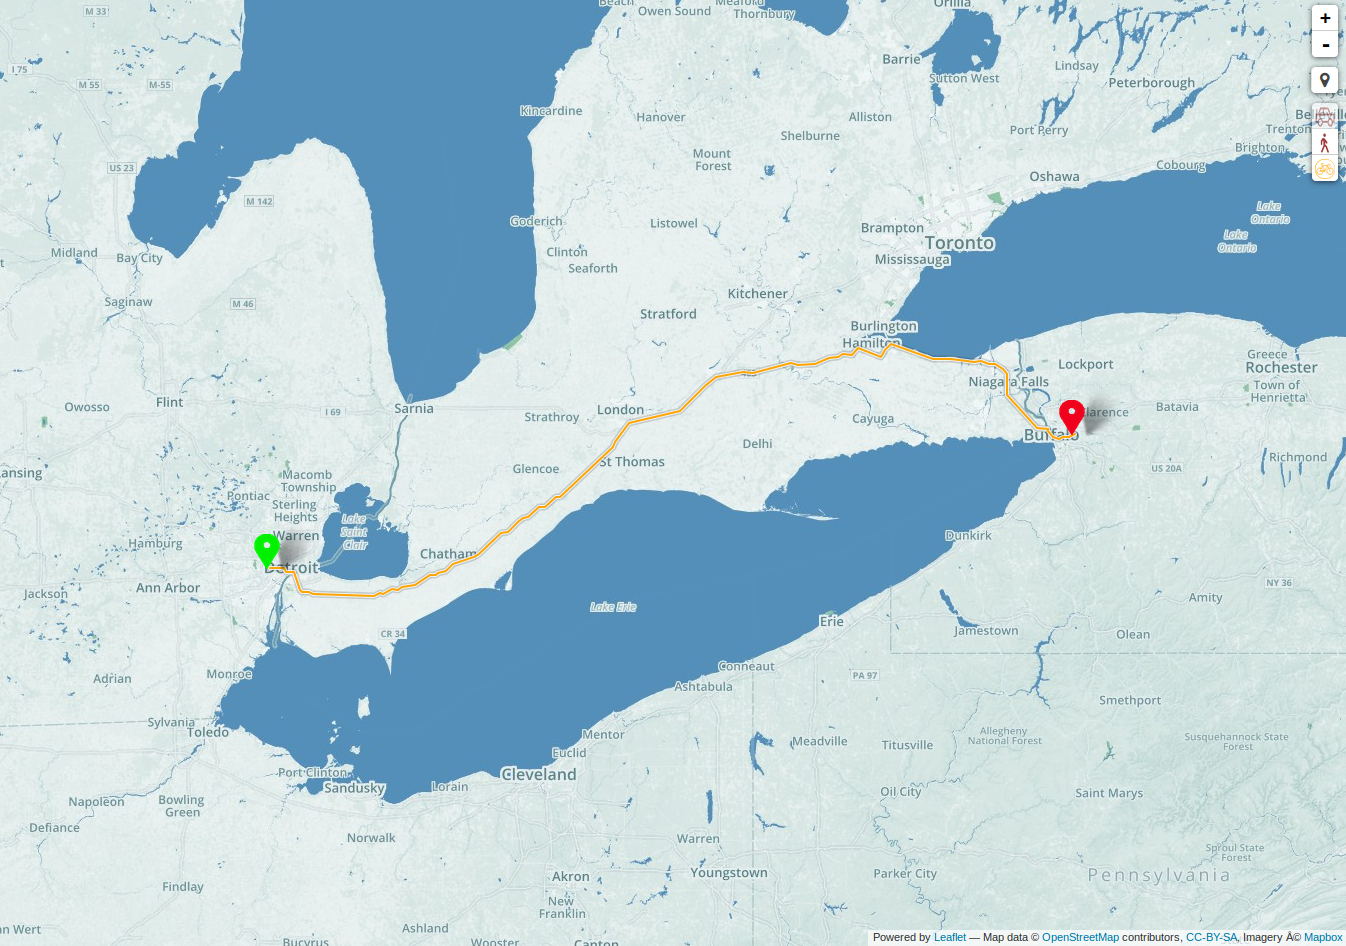 Beach
Owen Sound
Meaford
Thornbury
Orillia
M 33
+
-
I 75
M 55
M-55
Barrie
Sutton West
Lindsay
Peterborough
Kincardine
Hanover
Alliston
Shelburne
Port Perry
Trenton
Brighton
US 23
Mount
Forest
Cobourg
Oshawa
M 142
Goderich
Listowel
Brampton
Toronto
Mississauga
Lake
Ontario
Lake
Ontario
Midland
Bay City
Clinton
Seaforth
Saginaw
M 46
Kitchener
Stratford
Burlington
Hamilton
Greece
Rochester
Lockport
Niagara Falls
Town of
Henrietta
Owosso
Flint
I 69
Sarnia
Strathroy
London
Cayuga
Clarence
Batavia
Buffalo
Delhi
St Thomas
Glencoe
US 20A
Richmond
ansing
Macomb
Township
Pontiac
Sterling
Heights
Lake
Saint
Clair
Warren
Hamburg
Detroit
Chatham
Dunkirk
Ann Arbor
Jackson
NY 36
Amity
Lake Erie
Erie
CR 34
Jamestown
Olean
Monroe
Adrian
Conneaut
PA 97
Ashtabula
Smethport
Sylvania
Toledo
Mentor
Euclid
Meadville
Titusville
Allegheny
National Forest
Susquehannock State
Forest
Port Clinton
Sandusky
Cleveland
Lorain
Oil City
Saint Marys
Napoleon
Bowling
Green
Defiance
Norwalk
Warren
Sproul State
Forest
Findlay
Akron
Youngstown
Parker City
Pennsylvania
New
Franklin
an Wert
Ashland
Bucyrus
Wooster
Canton
Powered by Leaflet — Map data © OpenStreetMap contributors, CC-BY-SA, Imagery Â© Mapbox